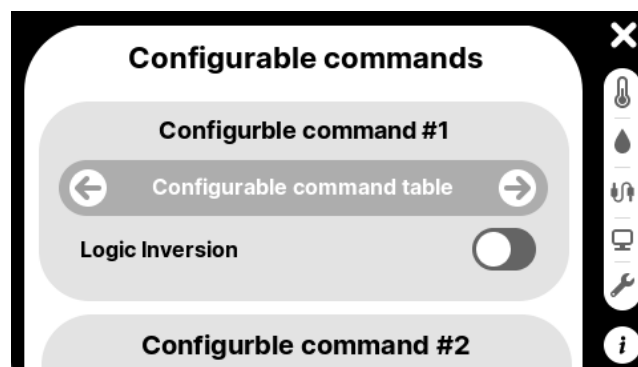 Configurable commands
Configurble command #1
Configurable command table
Logic Inversion
Configurble command #2
i